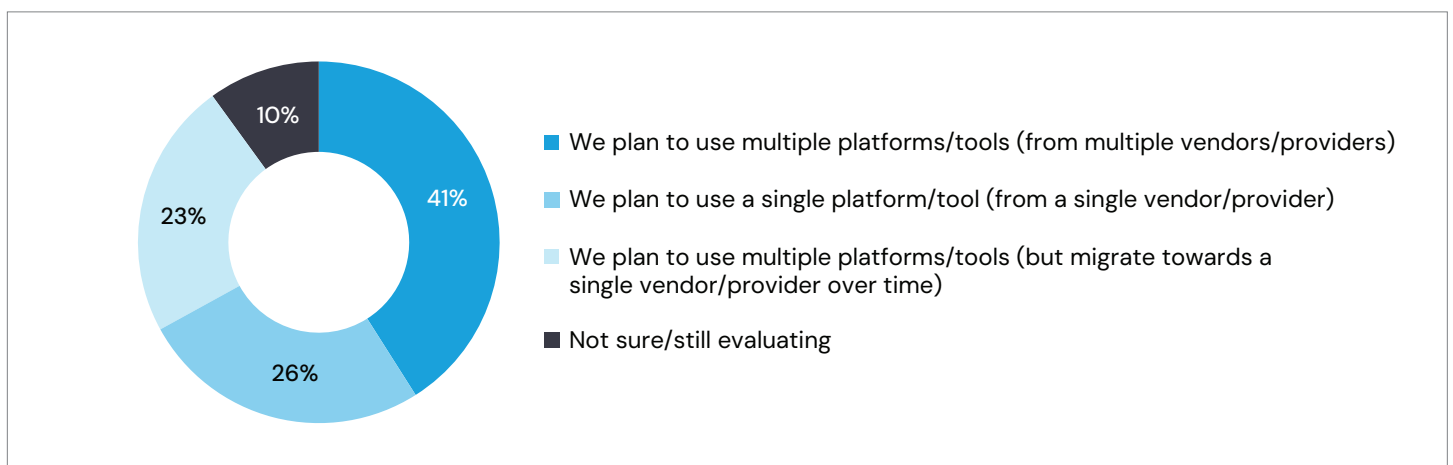 10%
41%
23%
26%
We plan to use multiple platforms/tools (from multiple vendors/providers)
We plan to use a single platform/tool (from a single vendor/provider)
We plan to use multiple platforms/tools (but migrate towards a
single vendor/provider over time)
Not sure/still evaluating